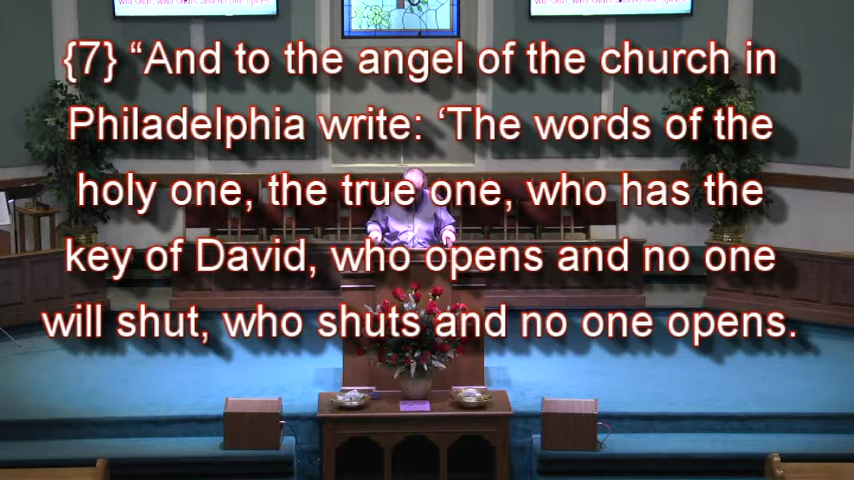 {7} “And to the angel of the church in
Philadelphia write: ‘The words of the
holy one, the true one, who has the
key of David, who opens and no one
will shut, who shuts and no one opens.